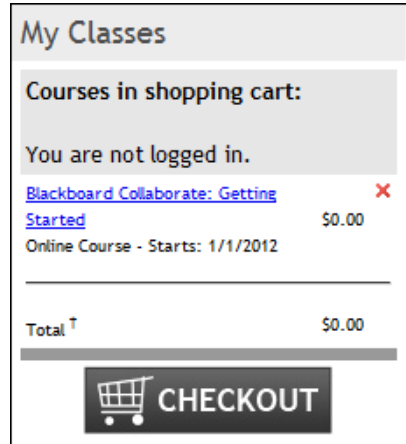 My Classes
Courses in shopping cart:
You are not logged in.
Blackboard Collaborate: Getting
Started $0.00
Online Course - Starts: 1/1/2012
Total † $0.00
CHECKOUT